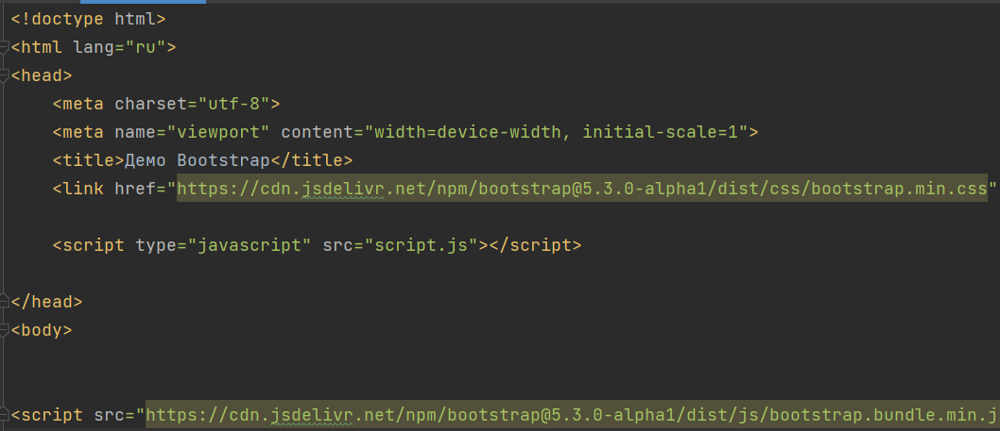 <!doctype html>
<html lang="ru">
<head>
<meta charset="utf-8">
<meta name="viewport" content="width=device-width, initial-scale=1">
<title>Демо Bootstrap</title>
<link href="https://cdn.jsdelivr.net/npm/bootstrap@5.3.0-alpha1/dist/css/bootstrap.min.css"
<script type="javascript" src="script.js"></script>
</head>
<body>
<script src="https://cdn.jsdelivr.net/npm/bootstrap@5.3.0-alpha1/dist/js/bootstrap.bundle.min.j